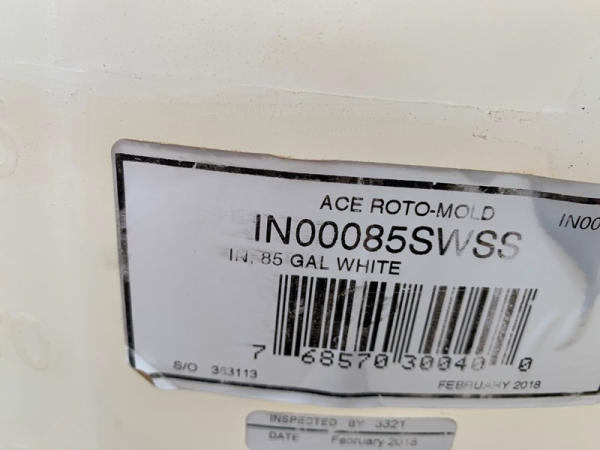 ACE ROTO-MOLD
IN00085SWSS
IN00
IN, 85 GAL WHITE
7 68570 30040 0
S/O 363113
FEBRUARY 2018
INSPECTED BY 3321
DATE February 2018